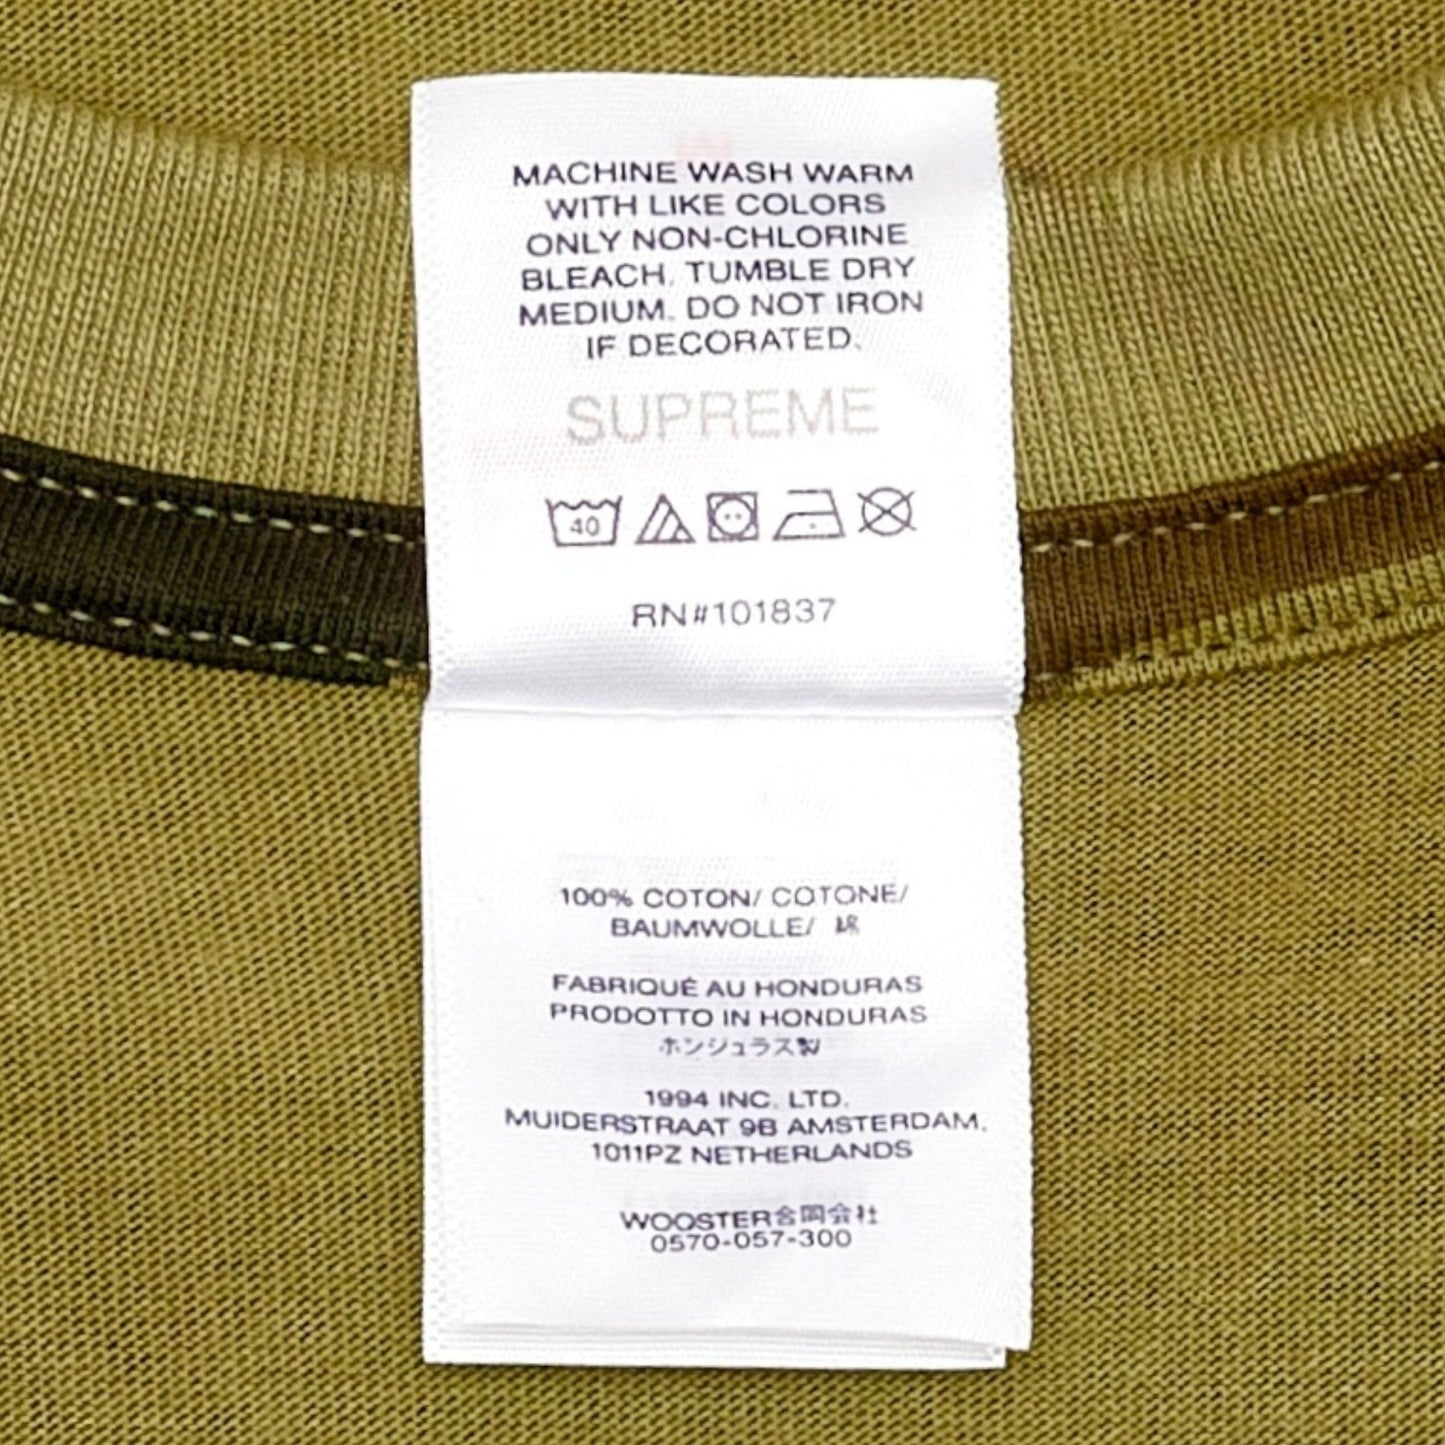 MACHINE WASH WARM
WITH LIKE COLORS
ONLY NON-CHLORINE
BLEACH. TUMBLE DRY
MEDIUM. DO NOT IRON
IF DECORATED.
SUPREME
40
RN#101837
100% COTON/ COTONE/
BAUMWOLLE/ 綿
FABRIQUÉ AU HONDURAS
PRODOTTO IN HONDURAS
ホンジュラス製
1994 INC. LTD.
MUIDERSTRAAT 9B AMSTERDAM,
1011PZ NETHERLANDS
WOOSTER合同会社
0570-057-300